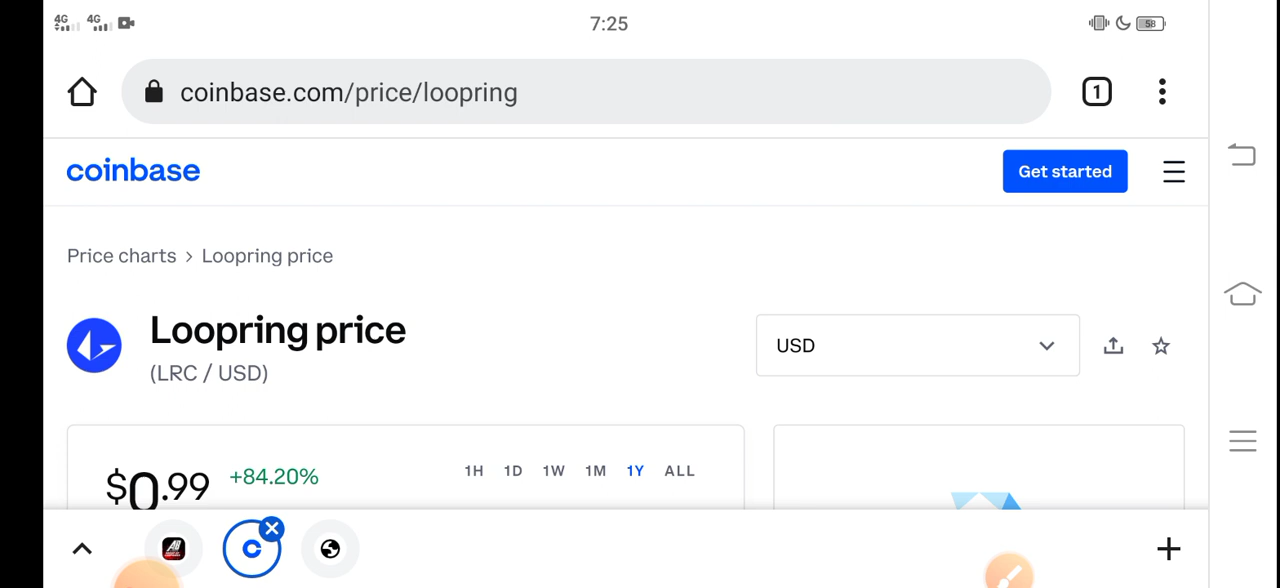 4G 4G 7:25 58
coinbase.com/price/loopring 1
coinbase Get started
Price charts > Loopring price
Loopring price
(LRC / USD)
USD
$0.99 +84.20% 1H 1D 1W 1M 1Y ALL